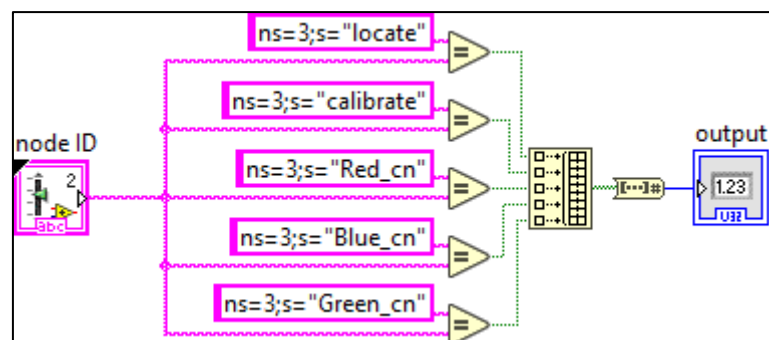 ns=3;s="locate"
ns=3;s="calibrate"
node ID
2
abc
ns=3;s="Red_cn"
output
1.23
U32
#
ns=3;s="Blue_cn"
ns=3;s="Green_cn"